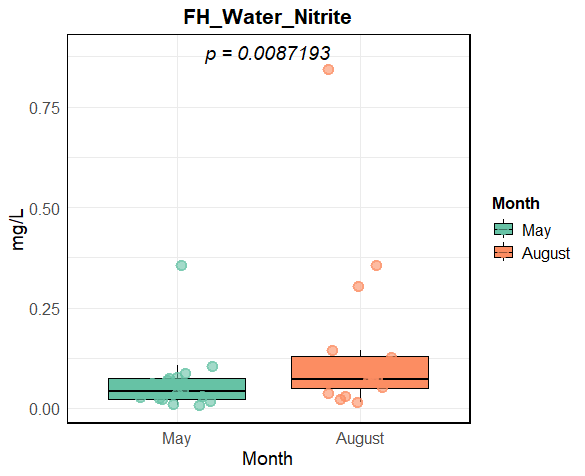 FH_Water_Nitrite
p = 0.0087193
mg/L
0.75
0.50
0.25
0.00
May
August
Month
Month
May
August